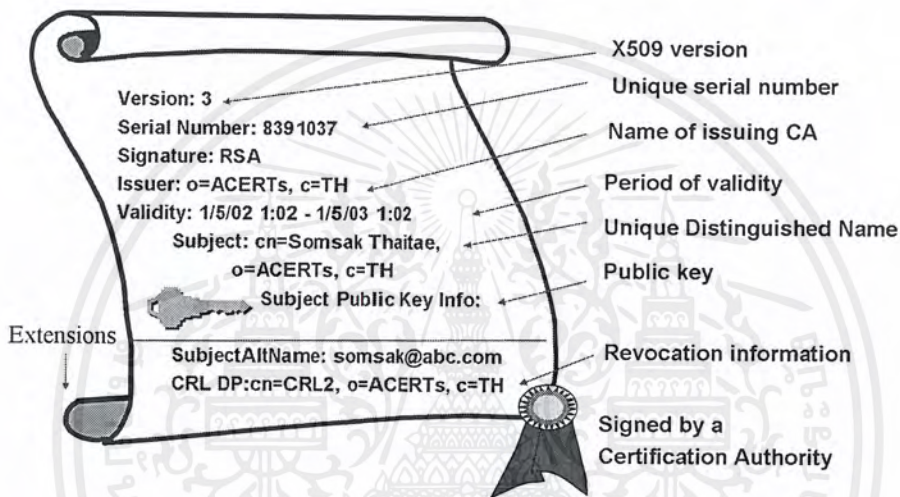 X509 version
Version: 3
Unique serial number
Serial Number: 8391037
Name of issuing CA
Signature: RSA
Issuer: o=ACERTs, c=TH
Period of validity
Validity: 1/5/02 1:02 - 1/5/03 1:02
Unique Distinguished Name
Subject: cn=Somsak Thaitae,
o=ACERTs, c=TH
Public key
Subject Public Key Info:
Extensions
SubjectAltName: somsak@abc.com
Revocation information
CRL DP:cn=CRL2, o=ACERTs, c=TH
Signed by a
Certification Authority